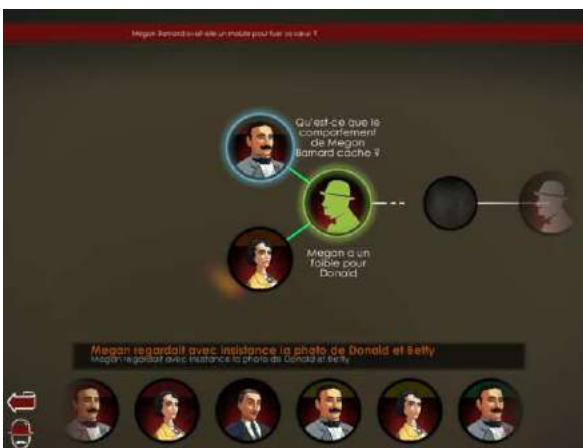 Megan Barnard avait-elle un mobile pour tuer sa sœur ?
Qu'est-ce que le
comportement
de Megan
Barnard cache ?
Megan a un
faible pour
Donald
Megan regardait avec insistance la photo de Donald et Betty
Megan regardait avec insistance la photo de Donald et Betty